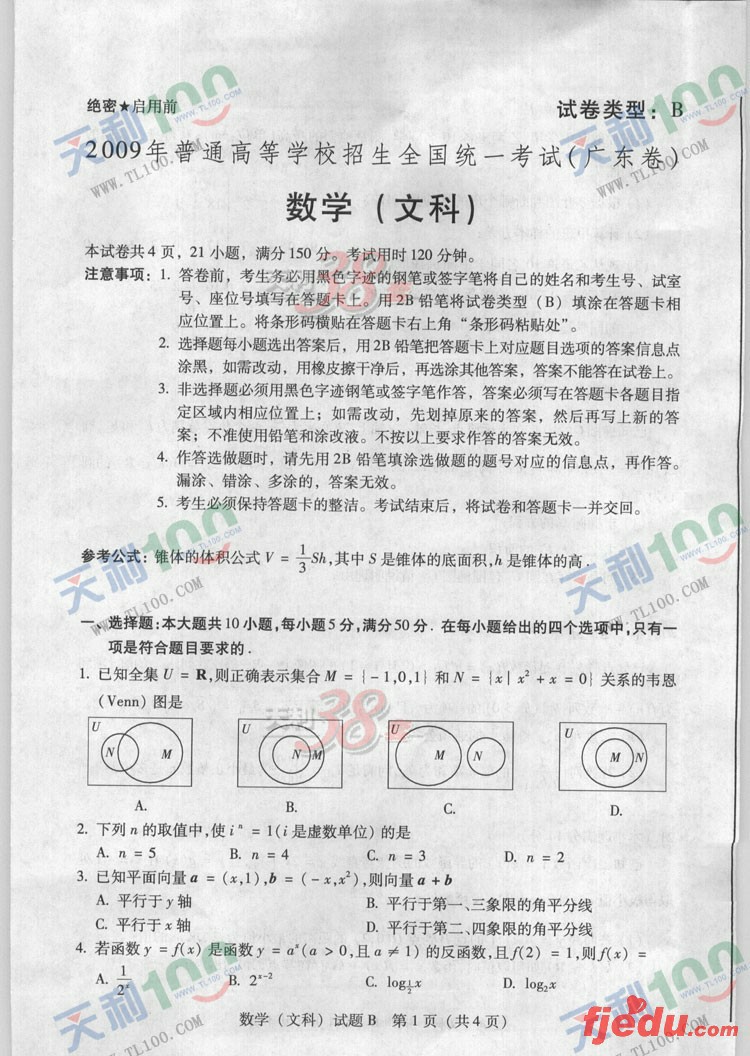 绝密★启用前
试卷类型：B
2009年普通高等学校招生全国统一考试(广东卷)
数学（文科）
本试卷共4页，21小题，满分150分。考试用时120分钟。
注意事项：1. 答卷前，考生务必用黑色字迹的钢笔或签字笔将自己的姓名和考生号、试室
号、座位号填写在答题卡上。用2B铅笔将试卷类型（B）填涂在答题卡相
应位置上。将条形码横贴在答题卡右上角“条形码粘贴处”。
2. 选择题每小题选出答案后，用2B铅笔把答题卡上对应题目选项的答案信息点
涂黑，如需改动，用橡皮擦干净后，再选涂其他答案，答案不能答在试卷上。
3. 非选择题必须用黑色字迹钢笔或签字笔作答，答案必须写在答题卡各题目指
定区域内相应位置上；如需改动，先划掉原来的答案，然后再写上新的答
案；不准使用铅笔和涂改液。不按以上要求作答的答案无效。
4. 作答选做题时，请先用2B铅笔填涂选做题的题号对应的信息点，再作答。
漏涂、错涂、多涂的，答案无效。
5. 考生必须保持答题卡的整洁。考试结束后，将试卷和答题卡一并交回。
参考公式：锥体的体积公式 V = 1/3 Sh，其中 S 是锥体的底面积，h 是锥体的高．
一、选择题：本大题共10小题，每小题5分，满分50分．在每小题给出的四个选项中，只有一
项是符合题目要求的．
1. 已知全集 U = R，则正确表示集合 M = {－1,0,1} 和 N = {x | x² + x = 0} 关系的韦恩
(Venn) 图是
U N M U N M U M N U M N
A. B. C. D.
2. 下列 n 的取值中，使 iⁿ = 1(i 是虚数单位) 的是
A. n = 5 B. n = 4 C. n = 3 D. n = 2
3. 已知平面向量 a = (x,1)，b = (－x,x²)，则向量 a + b
A. 平行于 y 轴 B. 平行于第一、三象限的角平分线
C. 平行于 x 轴 D. 平行于第二、四象限的角平分线
4. 若函数 y = f(x) 是函数 y = aˣ(a > 0，且 a ≠ 1) 的反函数，且 f(2) = 1，则 f(x) =
A. 1/2ˣ B. 2ˣ⁻² C. log₁/₂x D. log₂x
数学（文科）试题 B 第 1 页（共 4 页）
天利100
WWW.TL100.COM
天利38套
fjedu.com